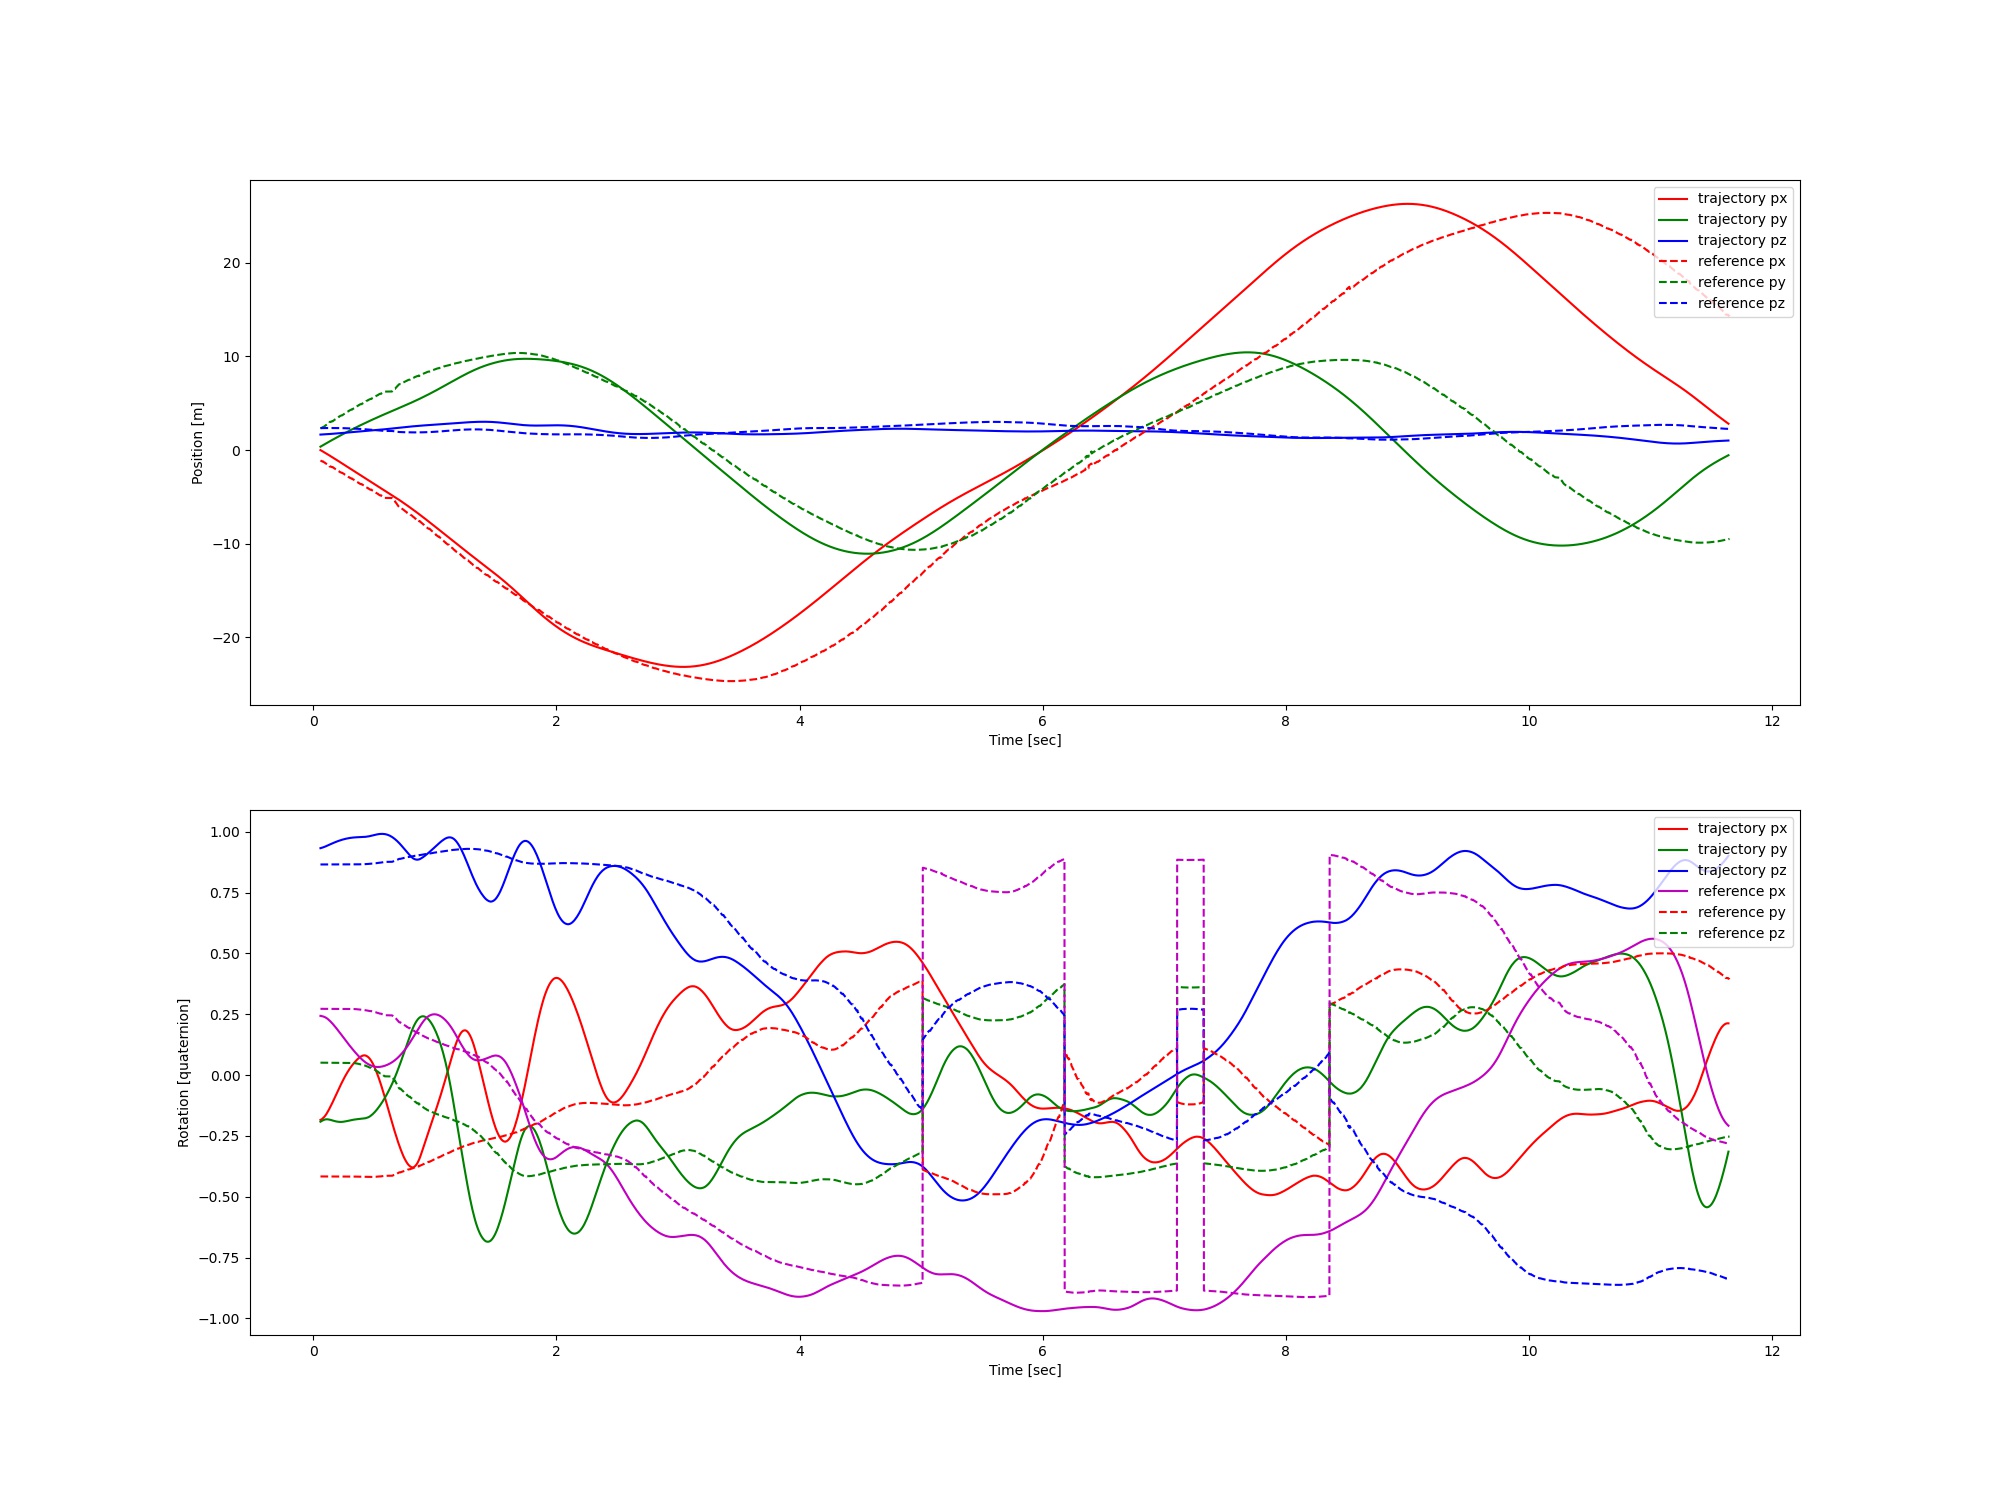 trajectory px
trajectory py
trajectory pz
reference px
reference py
reference pz
Position [m]
20
10
0
−10
−20
0 2 4 6 8 10 12
Time [sec]
trajectory px
trajectory py
trajectory pz
reference px
reference py
reference pz
Rotation [quaternion]
1.00
0.75
0.50
0.25
0.00
−0.25
−0.50
−0.75
−1.00
0 2 4 6 8 10 12
Time [sec]